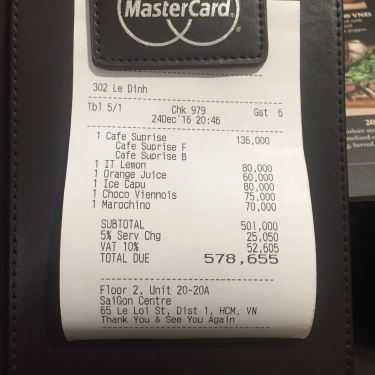 MasterCard
302 Le Dinh
Tbl 5/1 Chk 979 Gst 6
24Dec'16 20:46
1 Cafe Suprise 136,000
Cafe Suprise F
Cafe Suprise B
1 IT Lemon 80,000
1 Orange Juice 60,000
1 Ice Capu 80,000
1 Choco Viennois 75,000
1 Marochino 70,000
SUBTOTAL 501,000
5% Serv Chg 25,050
VAT 10% 52,605
TOTAL DUE 578,655
Floor 2, Unit 20-20A
SaiGon Centre
65 Le Loi St, Dist 1, HCM, VN
Thank You & See You Again
VND